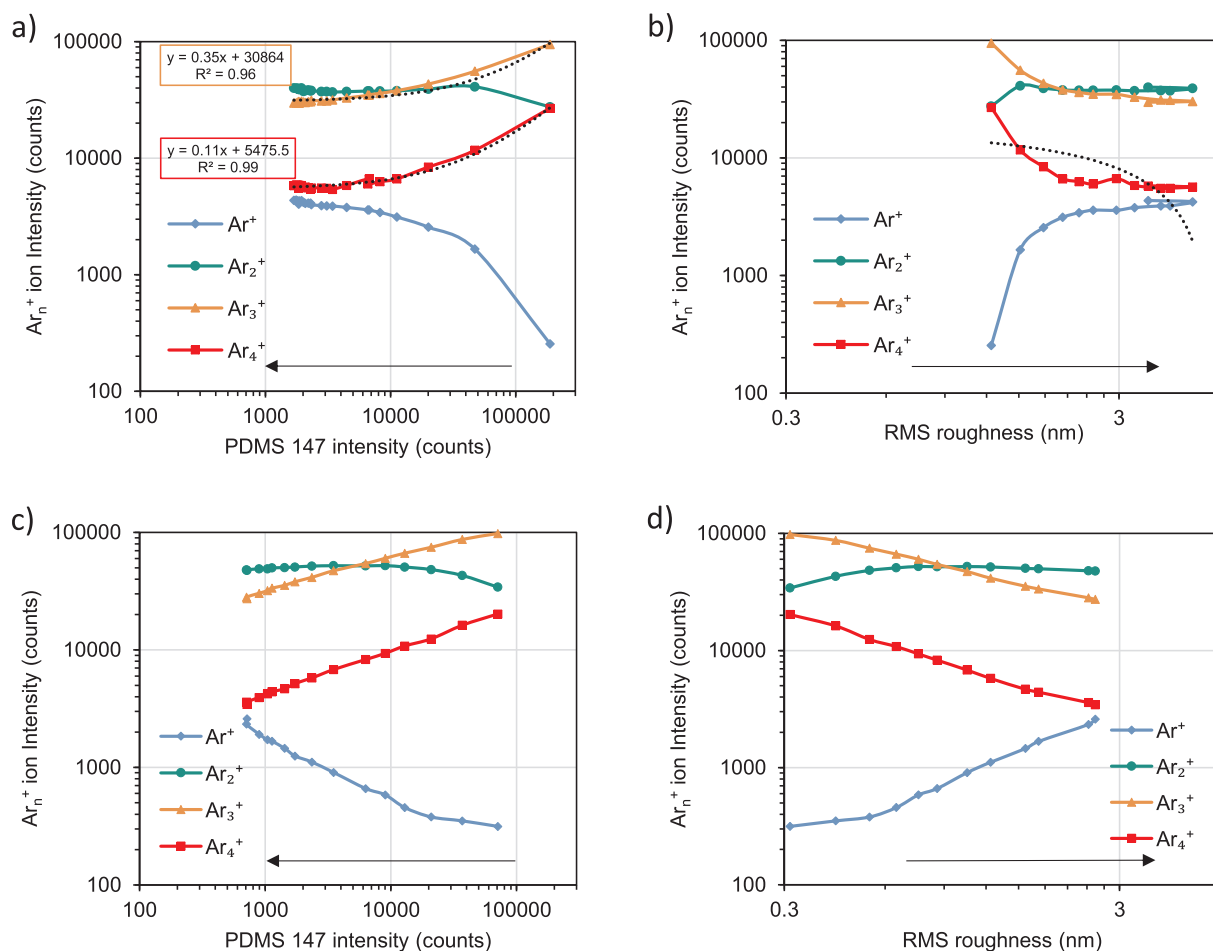 a)
Arₙ⁺ ion Intensity (counts)
100000
10000
1000
100
y = 0.35x + 30864
R² = 0.96
y = 0.11x + 5475.5
R² = 0.99
Ar⁺
Ar₂⁺
Ar₃⁺
Ar₄⁺
100 1000 10000 100000
PDMS 147 intensity (counts)
b)
Arₙ⁺ ion Intensity (counts)
100000
10000
1000
100
Ar⁺
Ar₂⁺
Ar₃⁺
Ar₄⁺
0.3 3
RMS roughness (nm)
c)
Arₙ⁺ ion Intensity (counts)
100000
10000
1000
100
Ar⁺
Ar₂⁺
Ar₃⁺
Ar₄⁺
100 1000 10000 100000
PDMS 147 intensity (counts)
d)
Arₙ⁺ ion Intensity (counts)
100000
10000
1000
100
Ar⁺
Ar₂⁺
Ar₃⁺
Ar₄⁺
0.3 3
RMS roughness (nm)